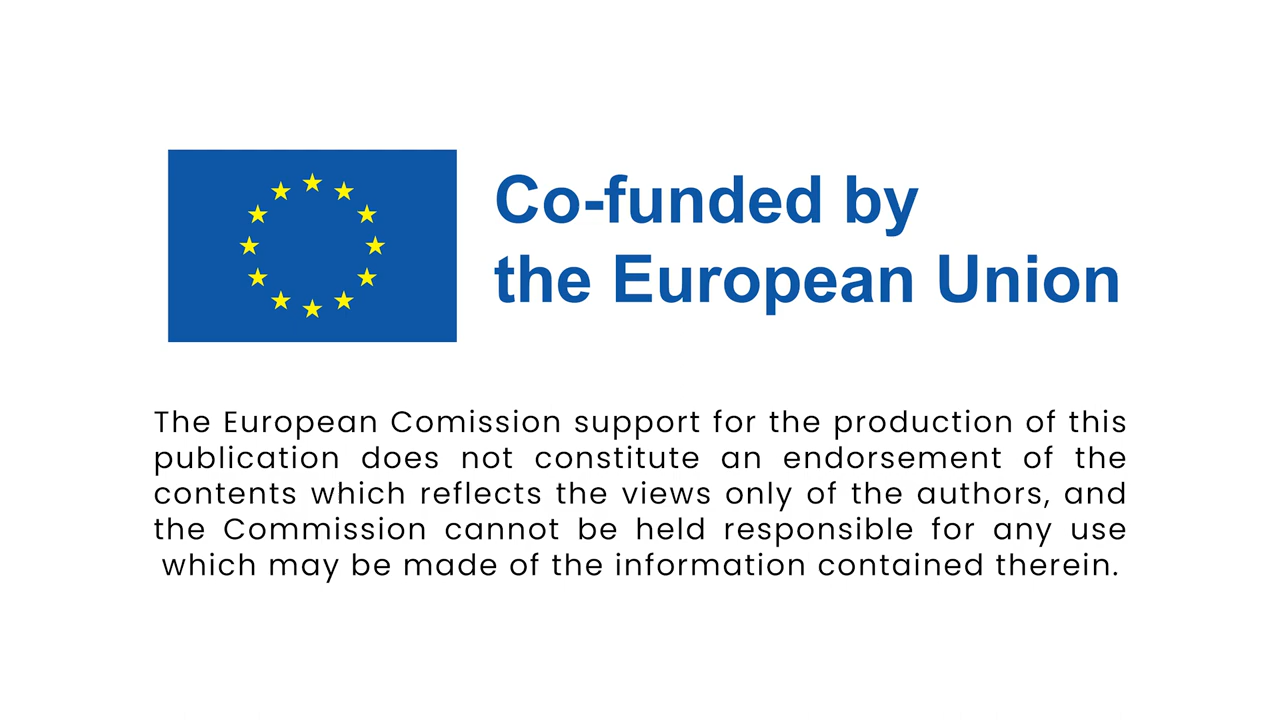 Co-funded by
the European Union
The European Comission support for the production of this
publication does not constitute an endorsement of the
contents which reflects the views only of the authors, and
the Commission cannot be held responsible for any use
which may be made of the information contained therein.